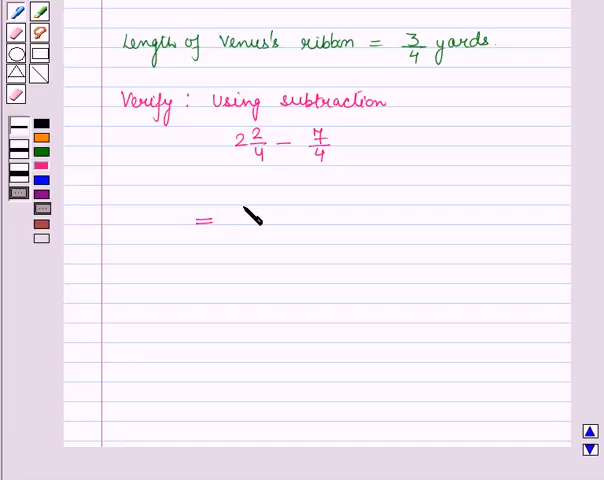 Length of Venus's ribbon = 3/4 yards.
Verify : Using subtraction
2 2/4 - 7/4
=